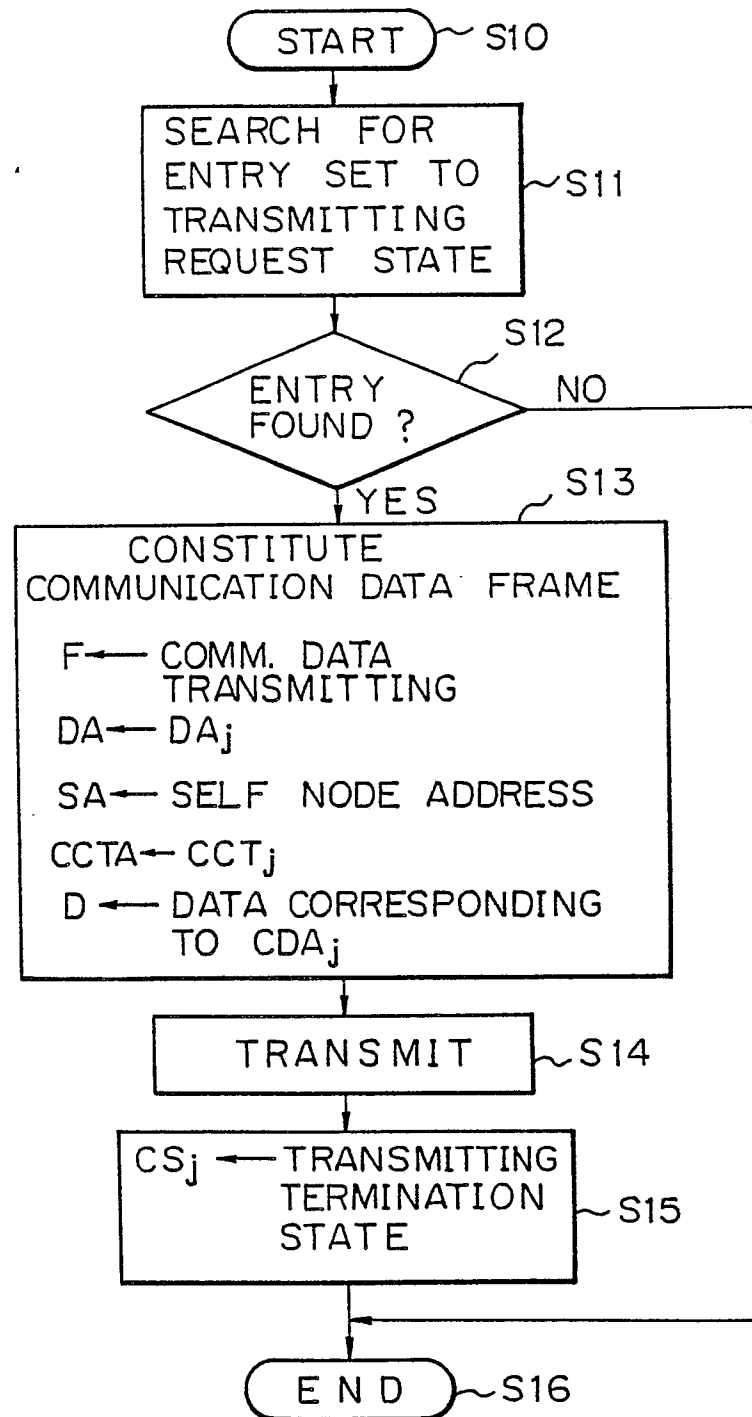 START S10
SEARCH FOR
ENTRY SET TO
TRANSMITTING
REQUEST STATE
S11
S12
ENTRY
FOUND ?
NO
YES
S13
CONSTITUTE
COMMUNICATION DATA FRAME
F ← COMM. DATA
TRANSMITTING
DA ← DAj
SA ← SELF NODE ADDRESS
CCTA ← CCTj
D ← DATA CORRESPONDING
TO CDAj
TRANSMIT S14
CSj ← TRANSMITTING
TERMINATION
STATE
S15
END S16